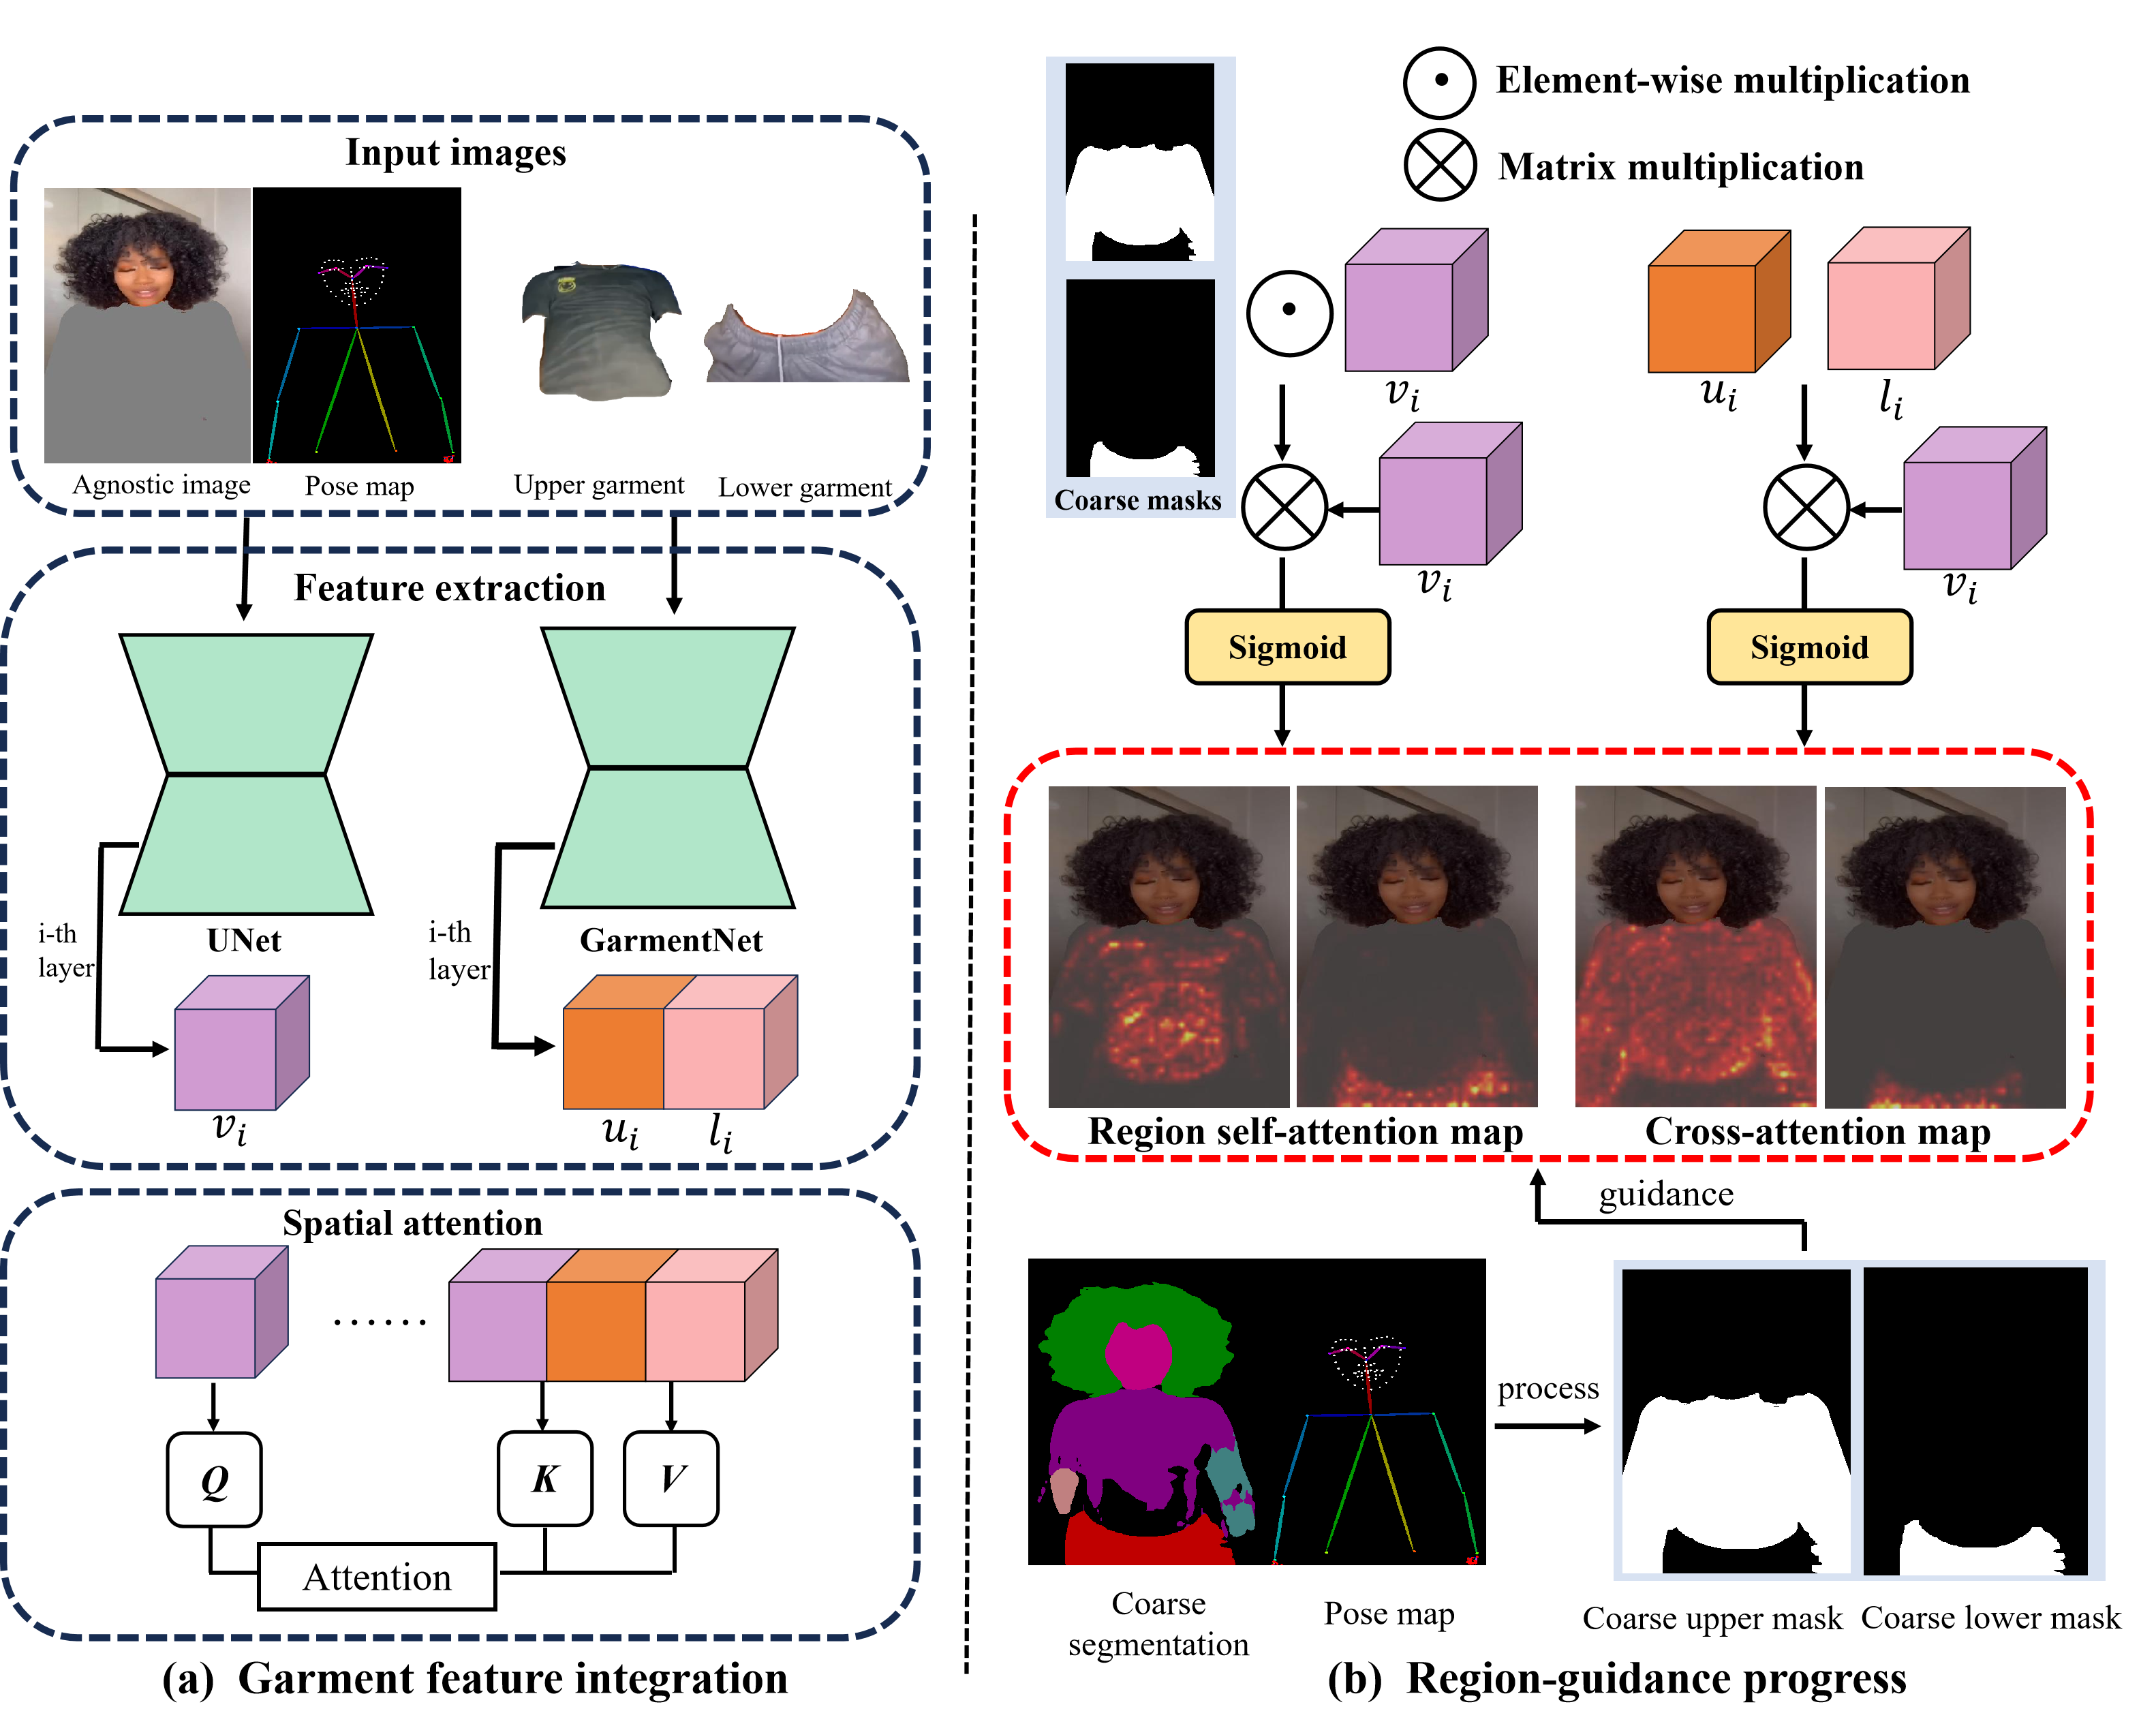 Input images
Agnostic image
Pose map
Upper garment
Lower garment
Feature extraction
i-th
layer
UNet
i-th
layer
GarmentNet
v_i
u_i
l_i
Spatial attention
......
Q
K
V
Attention
(a) Garment feature integration
Element-wise multiplication
Matrix multiplication
Coarse masks
v_i
u_i
l_i
v_i
v_i
Sigmoid
Sigmoid
Region self-attention map
Cross-attention map
guidance
process
Coarse
segmentation
Pose map
Coarse upper mask
Coarse lower mask
(b) Region-guidance progress